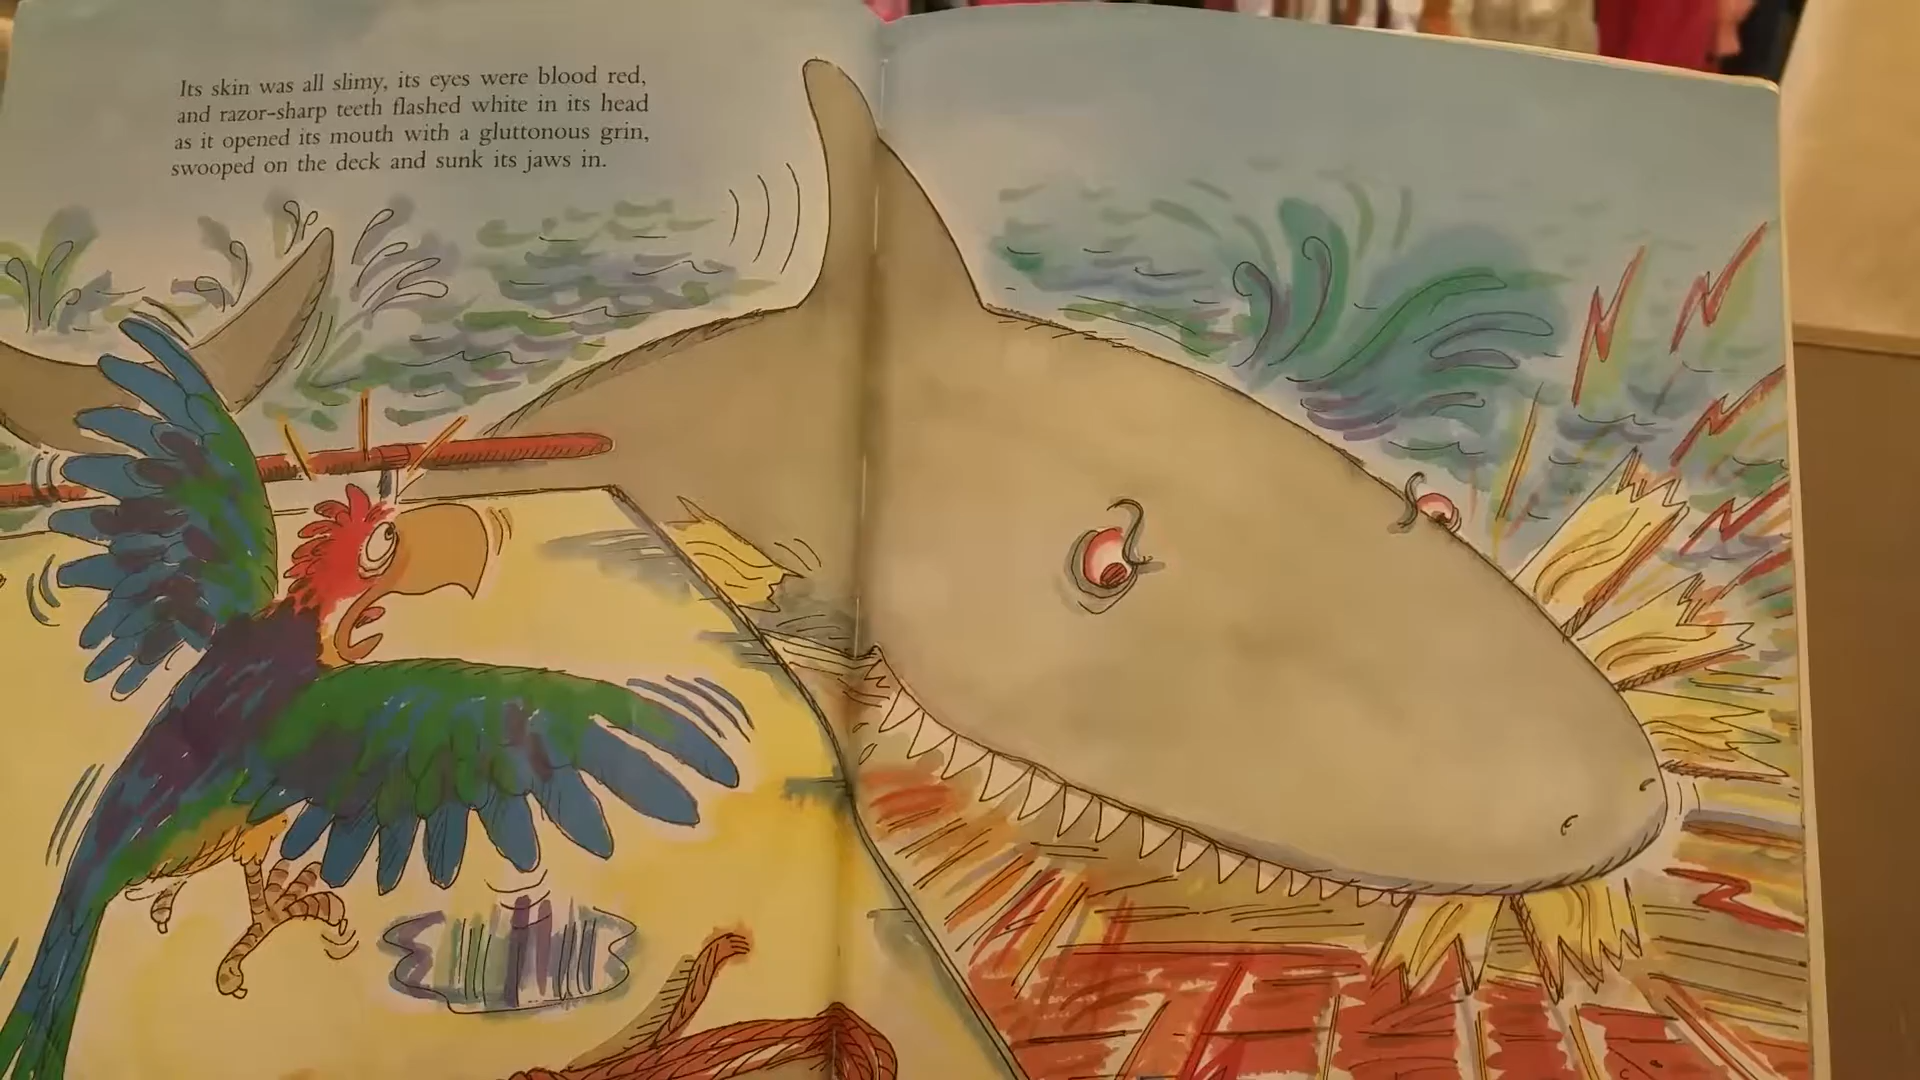 Its skin was all slimy, its eyes were blood red,
and razor-sharp teeth flashed white in its head
as it opened its mouth with a gluttonous grin,
swooped on the deck and sunk its jaws in.